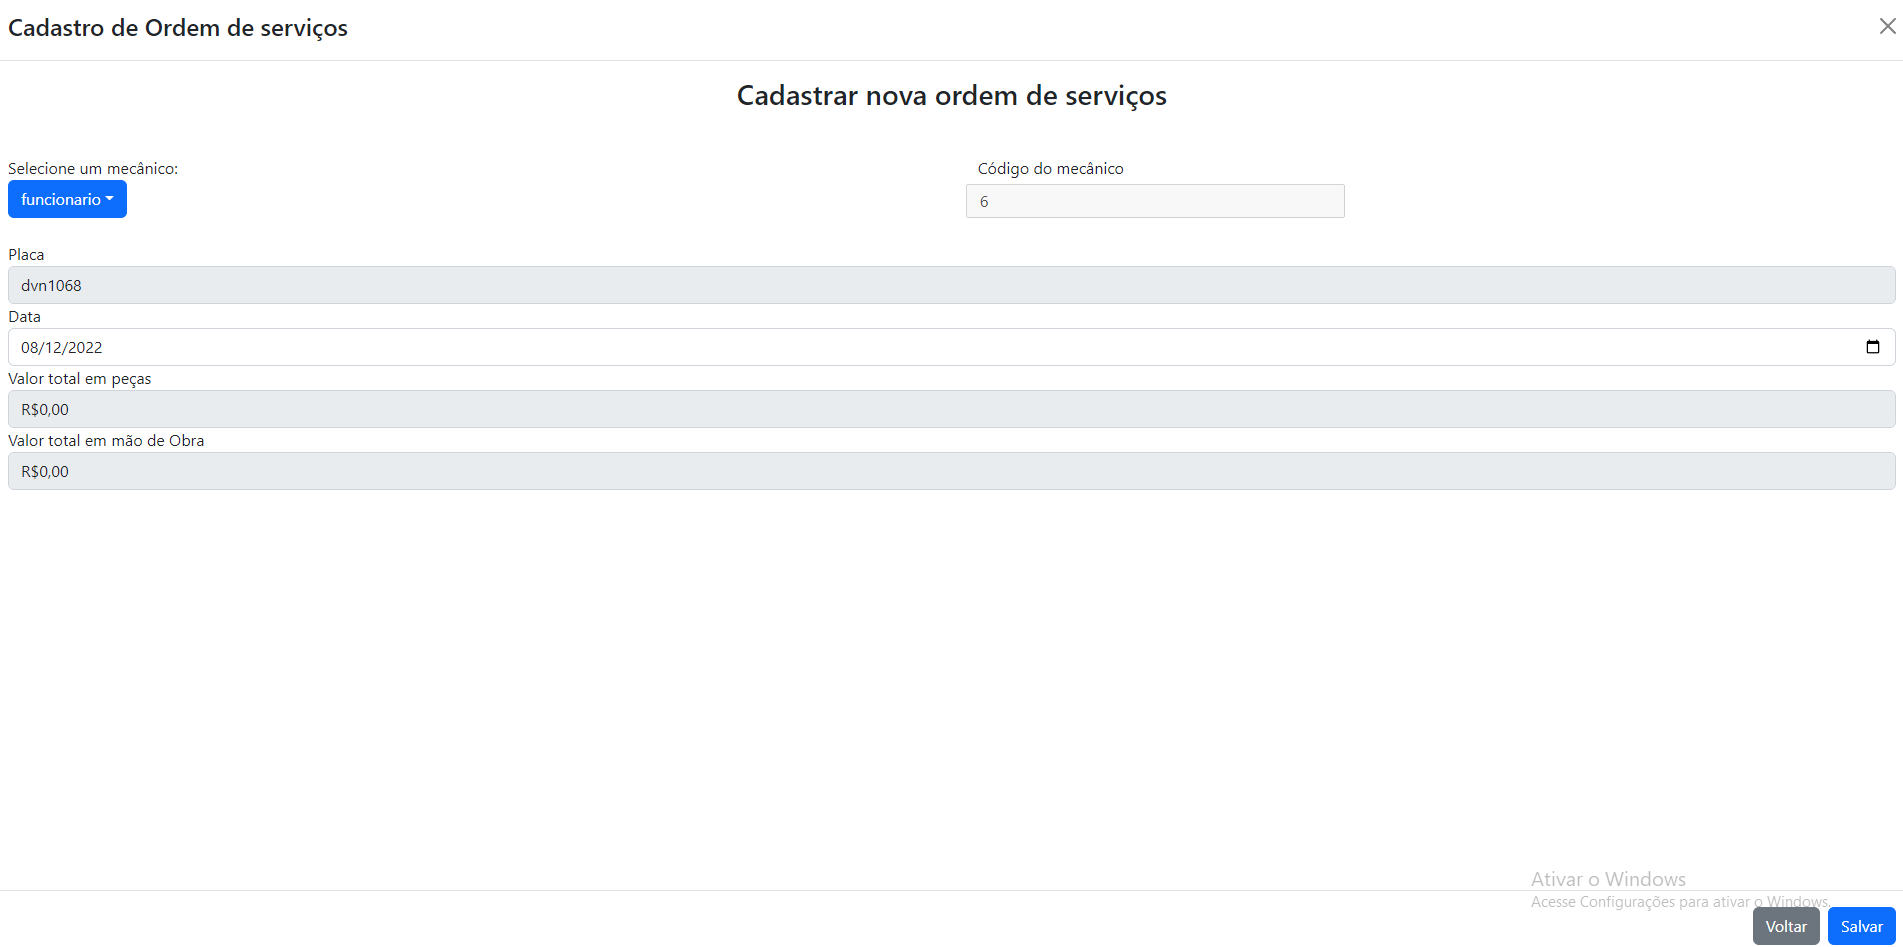 Cadastro de Ordem de serviços
Cadastrar nova ordem de serviços
Selecione um mecânico:
funcionario
Código do mecânico
6
Placa
dvn1068
Data
08/12/2022
Valor total em peças
R$0,00
Valor total em mão de Obra
R$0,00
Ativar o Windows
Acesse Configurações para ativar o Windows.
Voltar
Salvar